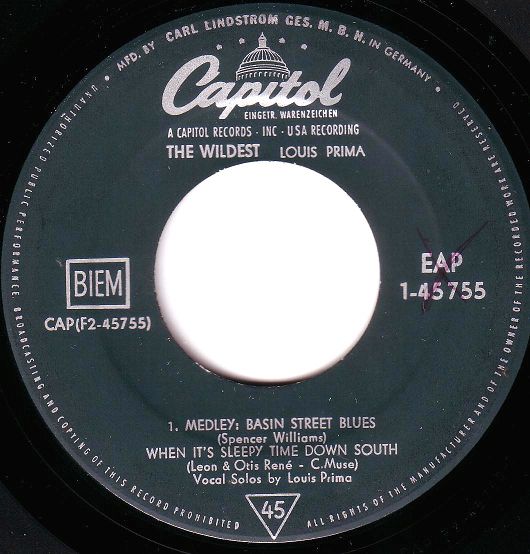 MFD. BY CARL LINDSTROM GES. M. B. H. IN GERMANY
Capitol
EINGETR. WARENZEICHEN
A CAPITOL RECORDS · INC · USA RECORDING
THE WILDEST LOUIS PRIMA
BIEM
CAP(F2-45755)
EAP
1-45755
1. MEDLEY: BASIN STREET BLUES
(Spencer Williams)
WHEN IT'S SLEEPY TIME DOWN SOUTH
(Leon & Otis René - C.Muse)
Vocal Solos by Louis Prima
45
UNAUTHORIZED PUBLIC PERFORMANCE, BROADCASTING AND COPYING OF THIS RECORD PROHIBITED
ALL RIGHTS OF THE MANUFACTURER AND OF THE OWNER OF THE RECORDED WORK ARE RESERVED